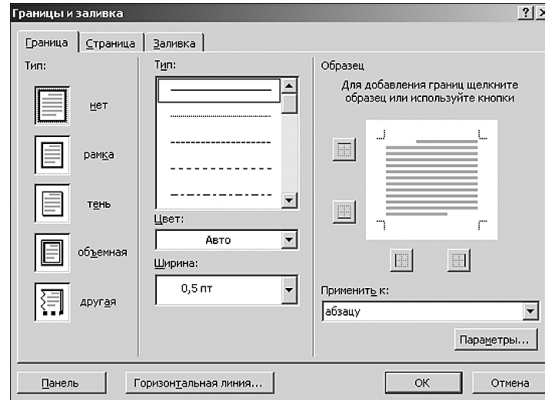 Границы и заливка
Граница
Страница
Заливка
Тип:
нет
рамка
тень
объемная
другая
Тип:
Цвет:
Авто
Ширина:
0,5 пт
Образец
Для добавления границ щелкните
образец или используйте кнопки
Применить к:
абзацу
Параметры...
Панель
Горизонтальная линия...
ОК
Отмена